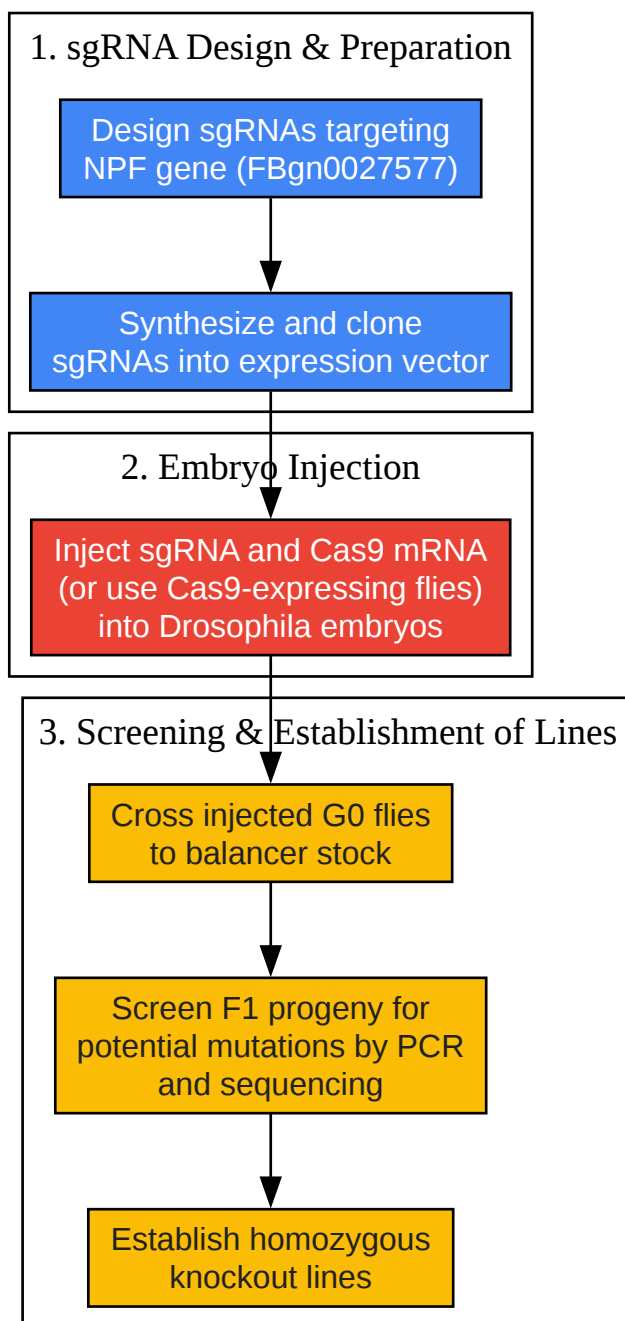 1. sgRNA Design & Preparation
Design sgRNAs targeting
NPF gene (FBgn0027577)
Synthesize and clone
sgRNAs into expression vector
2. Embryo Injection
Inject sgRNA and Cas9 mRNA
(or use Cas9-expressing flies)
into Drosophila embryos
3. Screening & Establishment of Lines
Cross injected G0 flies
to balancer stock
Screen F1 progeny for
potential mutations by PCR
and sequencing
Establish homozygous
knockout lines